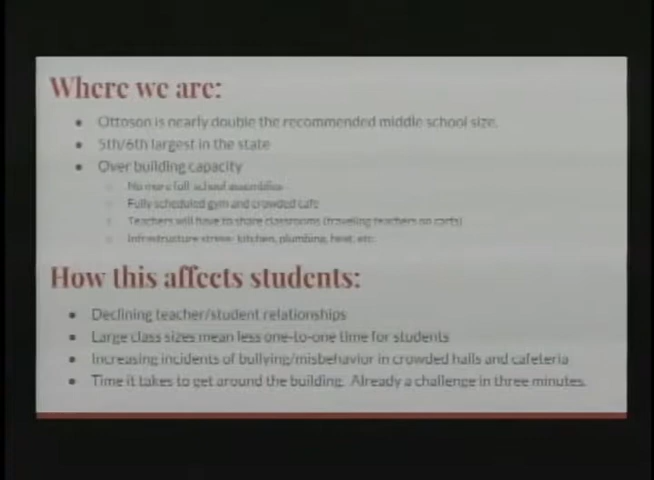 Where we are:
Ottoson is nearly double the recommended middle school size.
5th/6th largest in the state
Over building capacity
No more full school assemblies
Fully scheduled gym and crowded cafe
Teachers will have to share classrooms (traveling teachers on carts)
Infrastructure stress- kitchen, plumbing, heat, etc.
How this affects students:
Declining teacher/student relationships
Large class sizes mean less one-to-one time for students
Increasing incidents of bullying/misbehavior in crowded halls and cafeteria
Time it takes to get around the building. Already a challenge in three minutes.